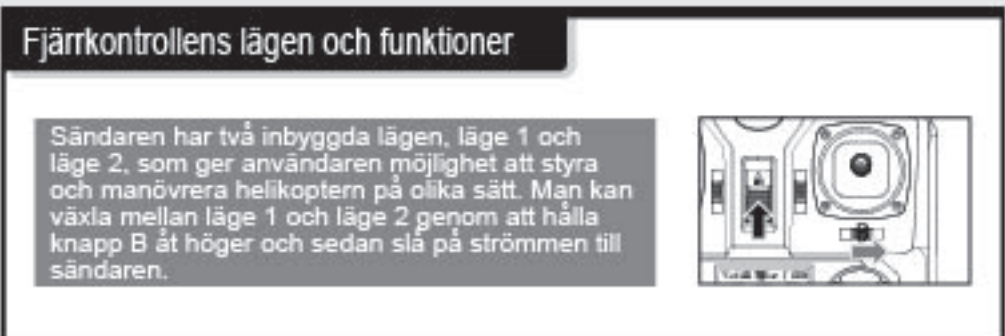 Fjärrkontrollens lägen och funktioner
Sändaren har två inbyggda lägen, läge 1 och
läge 2, som ger användaren möjlighet att styra
och manövrera helikoptern på olika sätt. Man kan
växla mellan läge 1 och läge 2 genom att hålla
knapp B åt höger och sedan slå på strömmen till
sändaren.